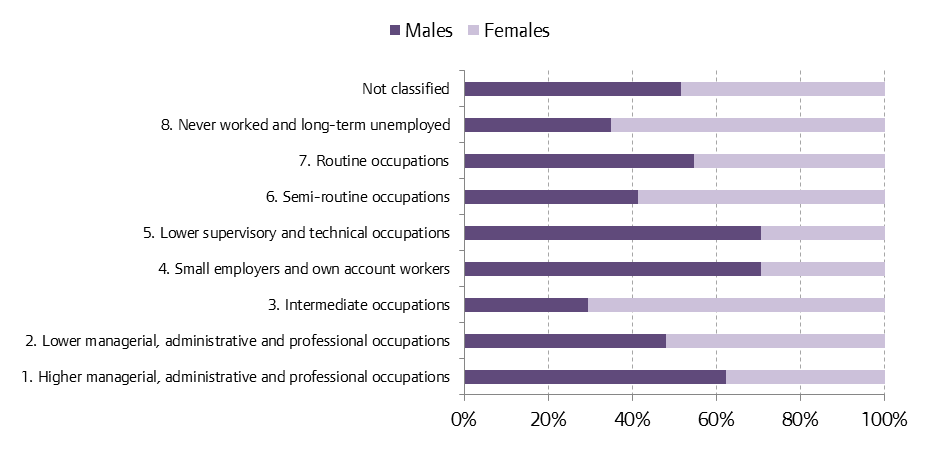 Males Females
Not classified
8. Never worked and long-term unemployed
7. Routine occupations
6. Semi-routine occupations
5. Lower supervisory and technical occupations
4. Small employers and own account workers
3. Intermediate occupations
2. Lower managerial, administrative and professional occupations
1. Higher managerial, administrative and professional occupations
0% 20% 40% 60% 80% 100%